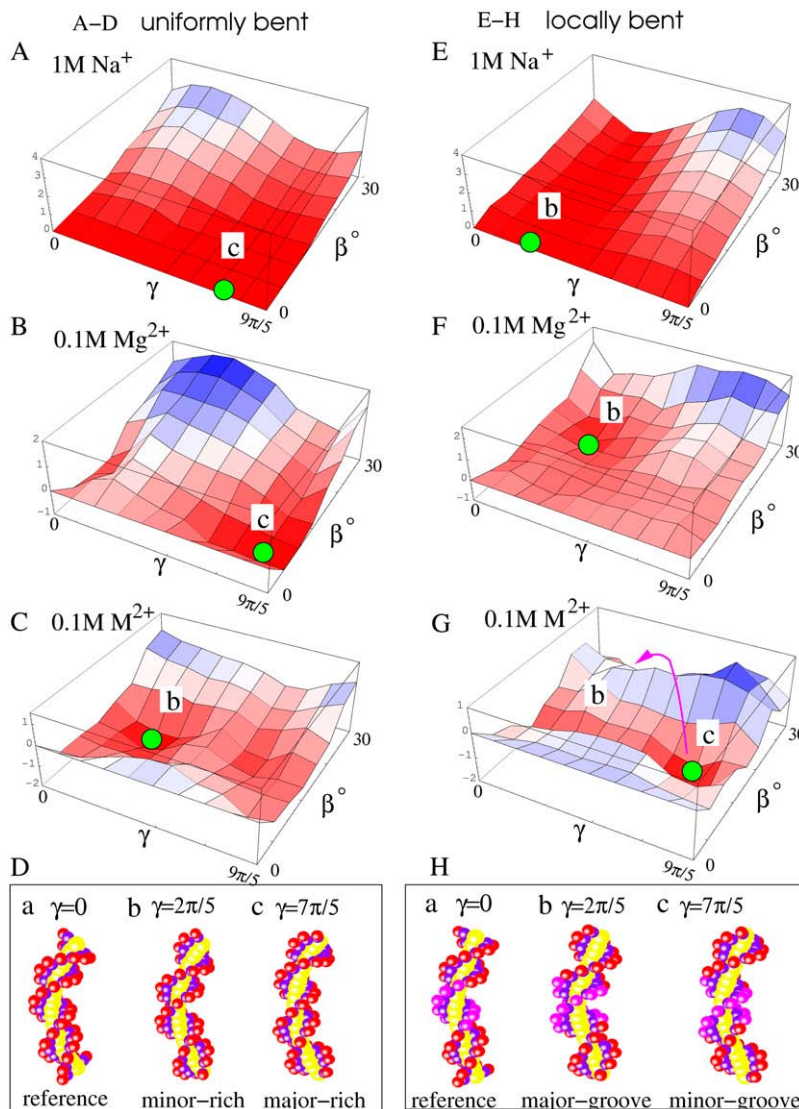 A–D uniformly bent
E–H locally bent
A
1M Na⁺
4
3
2
1
0
0
γ
c
β°
30
0
9π/5
E
1M Na⁺
4
3
2
1
0
0
γ
b
β°
30
0
9π/5
B
0.1M Mg²⁺
2
1
0
-1
0
γ
c
β°
30
0
9π/5
F
0.1M Mg²⁺
2
1
0
-1
0
γ
b
β°
30
0
9π/5
C
0.1M M²⁺
1
0
-1
-2
0
γ
b
β°
30
0
9π/5
G
0.1M M²⁺
1
0
-1
-2
0
γ
b
c
β°
30
0
9π/5
D
a γ=0 b γ=2π/5 c γ=7π/5
reference minor–rich major–rich
H
a γ=0 b γ=2π/5 c γ=7π/5
reference major–groove minor–groove